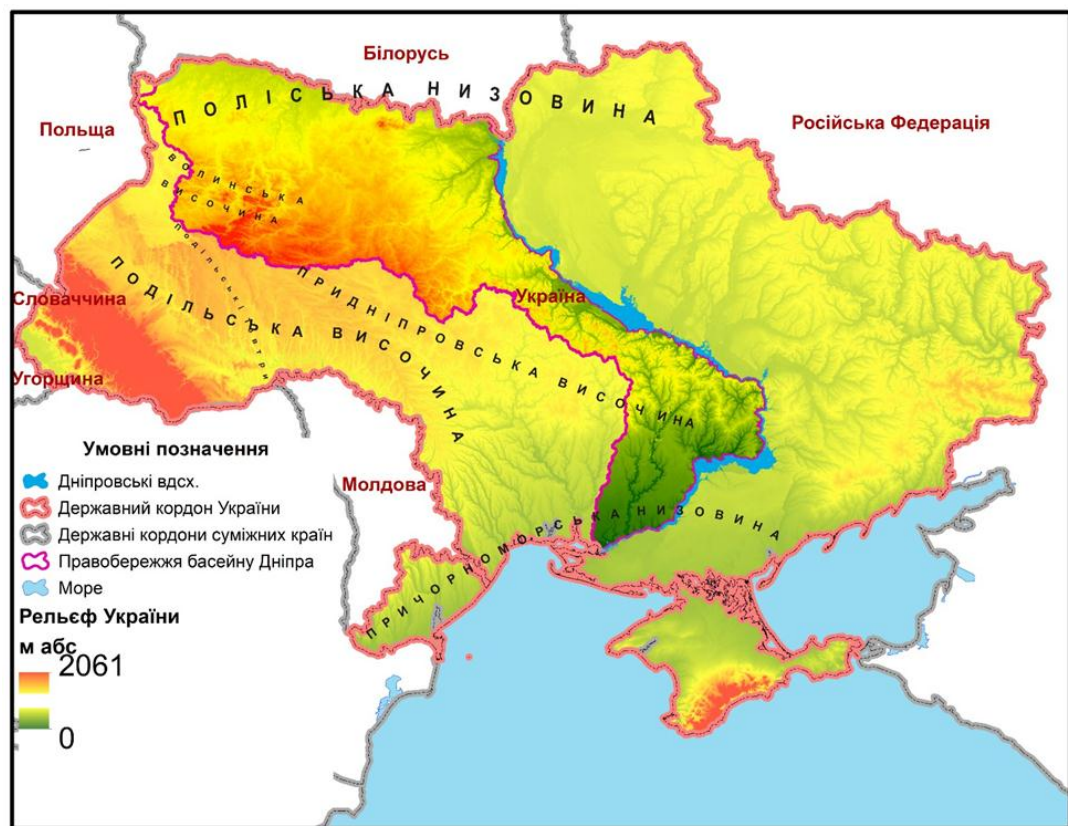 Білорусь
ПОЛІСЬКА НИЗОВИНА
Польща
Російська Федерація
ВОЛИНСЬКА
ВИСОЧИНА
Подільські Товтри
ПОДІЛЬСЬКА ВИСОЧИНА
ПРИДНІПРОВСЬКА ВИСОЧИНА
Україна
Словаччина
Угорщина
Молдова
ПРИЧОРНОМОРСЬКА НИЗОВИНА
Умовні позначення
Дніпровські вдсх.
Державний кордон України
Державні кордони суміжних країн
Правобережжя басейну Дніпра
Море
Рельєф України
м абс
2061
0